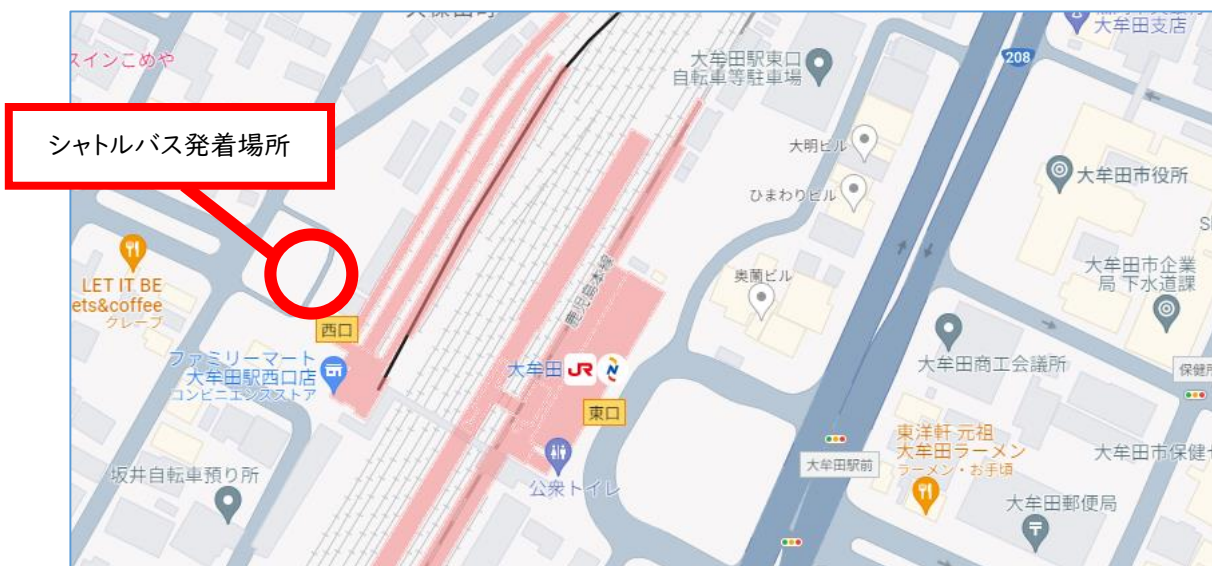 大牟田支店
スインこめや
大牟田駅東口
自転車等駐車場
208
シャトルバス発着場所
大明ビル
ひまわりビル
大牟田市役所
LET IT BE
ets&coffee
クレープ
奥薗ビル
大牟田市企業
局 下水道課
鹿児島本線
西口
ファミリーマート
大牟田駅西口店
コンビニエンスストア
大牟田
JR
N
大牟田商工会議所
保健所
東口
東洋軒 元祖
大牟田ラーメン
ラーメン・お手頃
大牟田駅前
大牟田市保健
坂井自転車預り所
公衆トイレ
大牟田郵便局